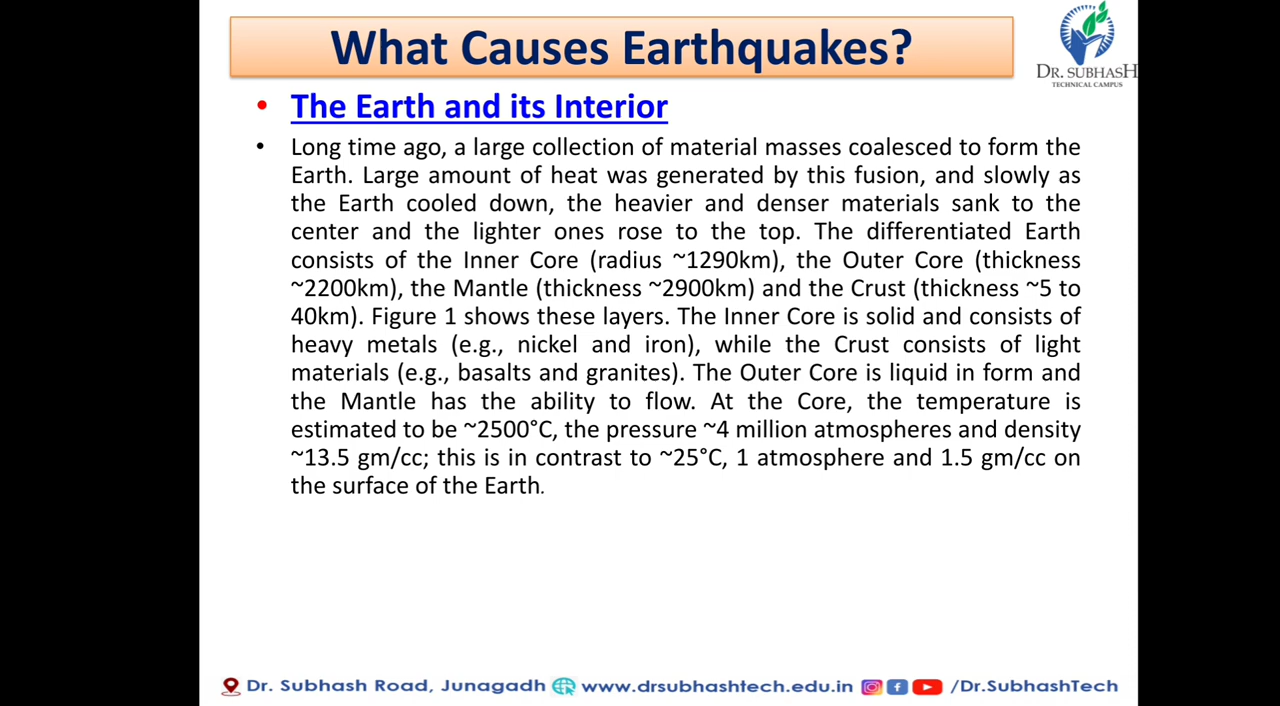 What Causes Earthquakes?
DR. SUBHASH
TECHNICAL CAMPUS
• The Earth and its Interior
• Long time ago, a large collection of material masses coalesced to form the
Earth. Large amount of heat was generated by this fusion, and slowly as
the Earth cooled down, the heavier and denser materials sank to the
center and the lighter ones rose to the top. The differentiated Earth
consists of the Inner Core (radius ~1290km), the Outer Core (thickness
~2200km), the Mantle (thickness ~2900km) and the Crust (thickness ~5 to
40km). Figure 1 shows these layers. The Inner Core is solid and consists of
heavy metals (e.g., nickel and iron), while the Crust consists of light
materials (e.g., basalts and granites). The Outer Core is liquid in form and
the Mantle has the ability to flow. At the Core, the temperature is
estimated to be ~2500°C, the pressure ~4 million atmospheres and density
~13.5 gm/cc; this is in contrast to ~25°C, 1 atmosphere and 1.5 gm/cc on
the surface of the Earth.
Dr. Subhash Road, Junagadh www.drsubhashtech.edu.in /Dr.SubhashTech